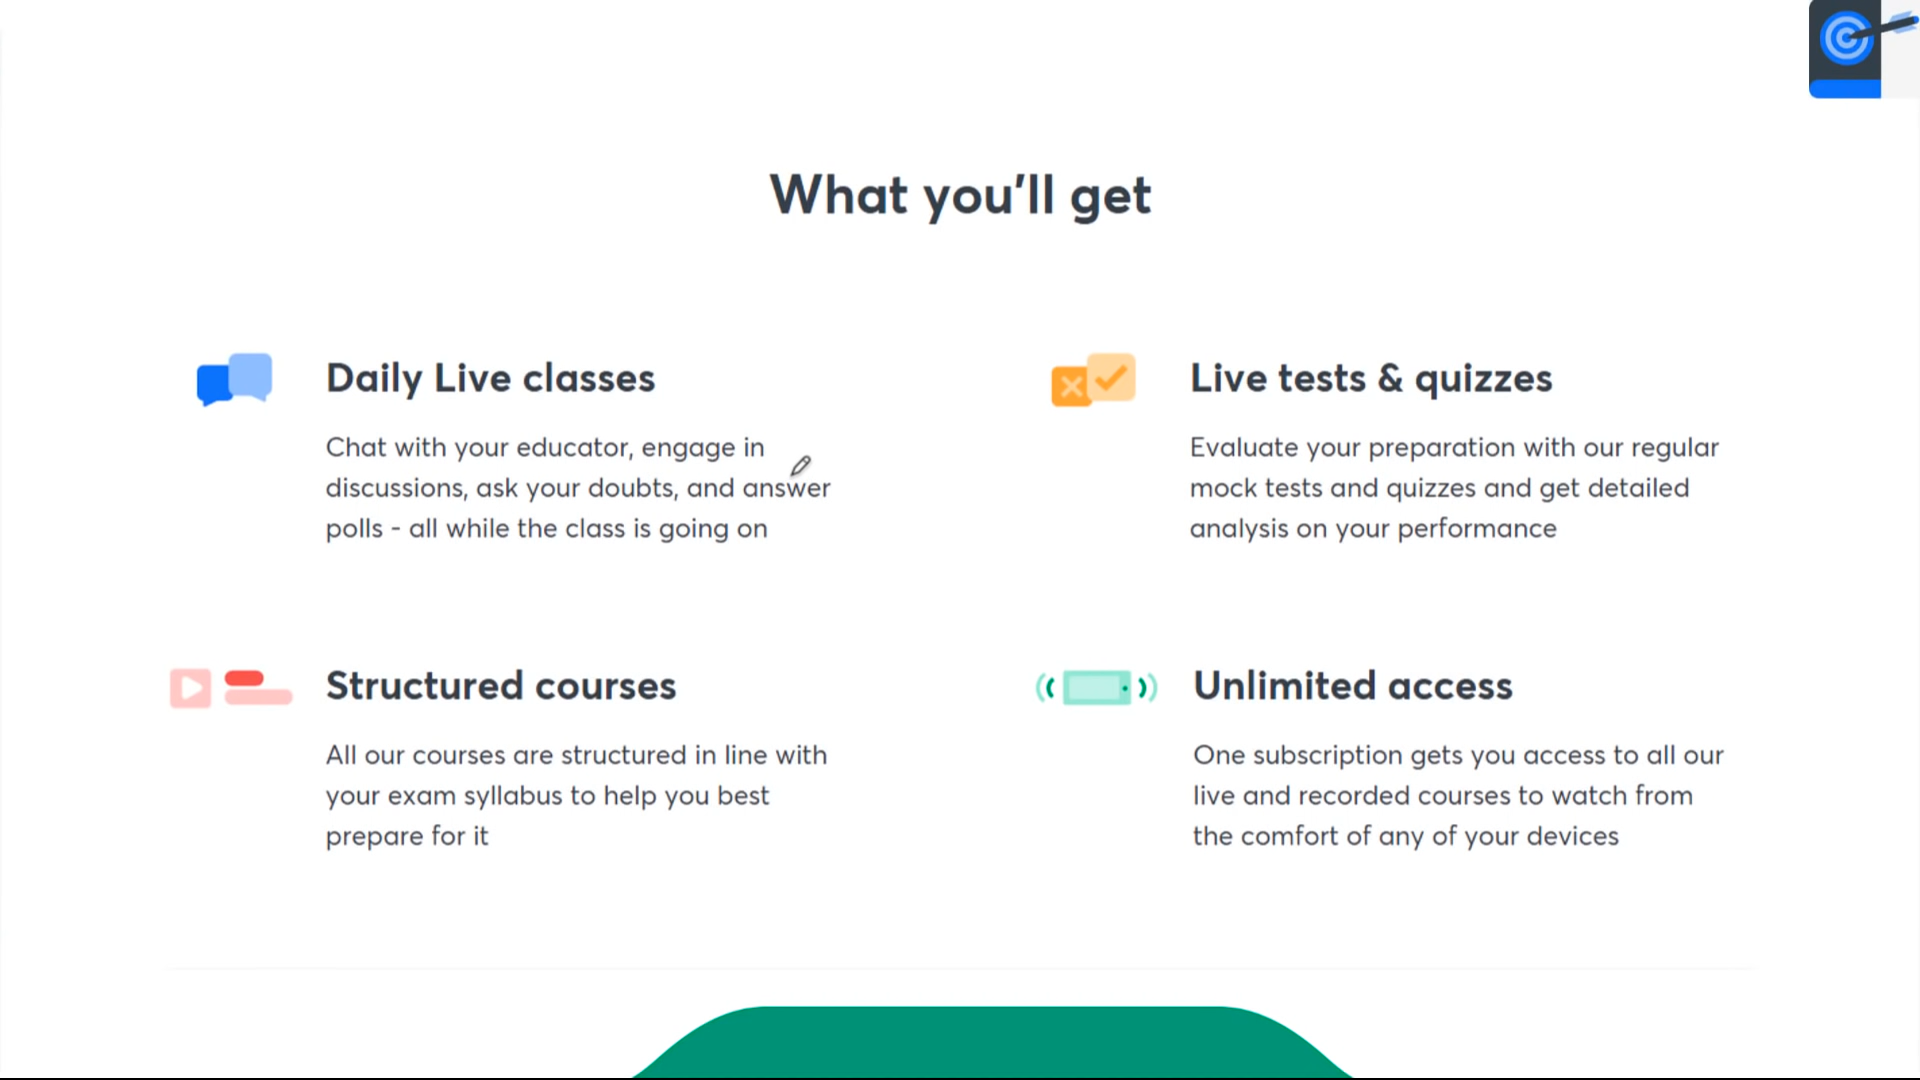 What you'll get
Daily Live classes
Chat with your educator, engage in
discussions, ask your doubts, and answer
polls - all while the class is going on
Live tests & quizzes
Evaluate your preparation with our regular
mock tests and quizzes and get detailed
analysis on your performance
Structured courses
All our courses are structured in line with
your exam syllabus to help you best
prepare for it
Unlimited access
One subscription gets you access to all our
live and recorded courses to watch from
the comfort of any of your devices